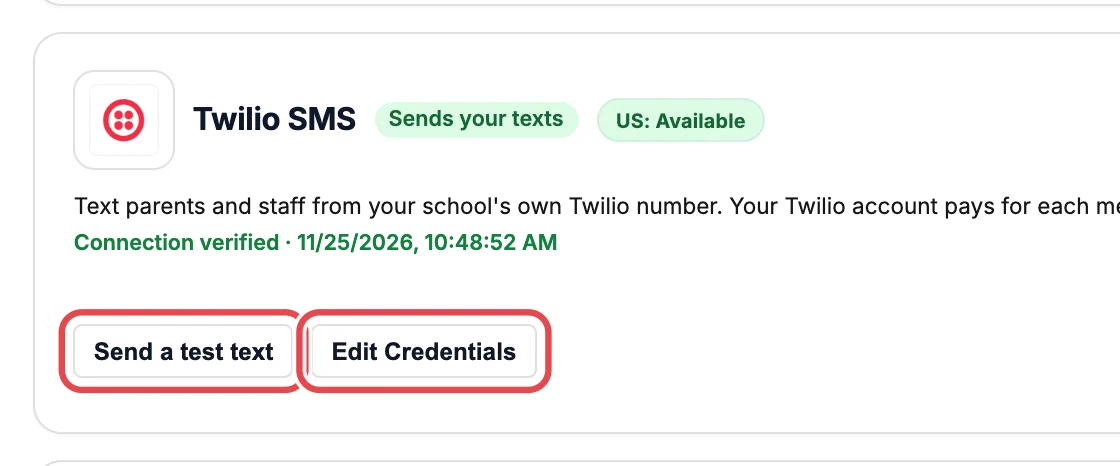 Twilio SMS Sends your texts US: Available
Text parents and staff from your school's own Twilio number. Your Twilio account pays for each
Connection verified · 11/25/2026, 10:48:52 AM
Send a test text Edit Credentials